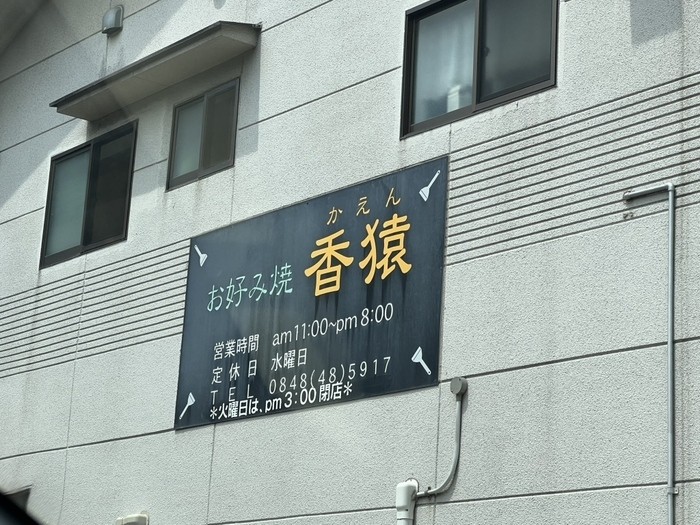 かえん
お好み焼 香猿
営業時間 am11:00~pm8:00
定休日 水曜日
TEL 0848(48)5917
*火曜日は、pm3:00閉店*